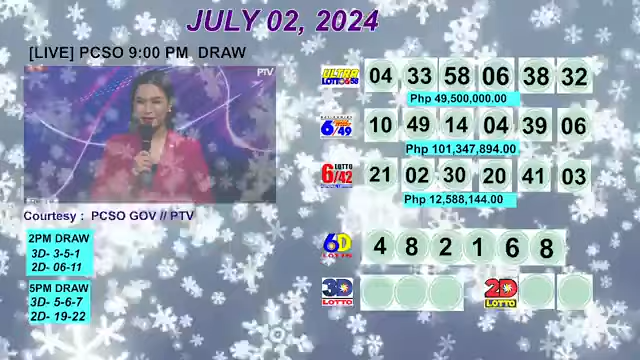 JULY 02, 2024
[LIVE] PCSO 9:00 PM DRAW
PTV
Courtesy : PCSO GOV // PTV
2PM DRAW
3D- 3-5-1
2D- 06-11
5PM DRAW
3D- 5-6-7
2D- 19-22
ULTRA LOTTO 6/58
04 33 58 06 38 32
Php 49,500,000.00
6/49
10 49 14 04 39 06
Php 101,347,894.00
LOTTO 6/42
21 02 30 20 41 03
Php 12,588,144.00
6D LOTTO
4 8 2 1 6 8
3D LOTTO
2D LOTTO